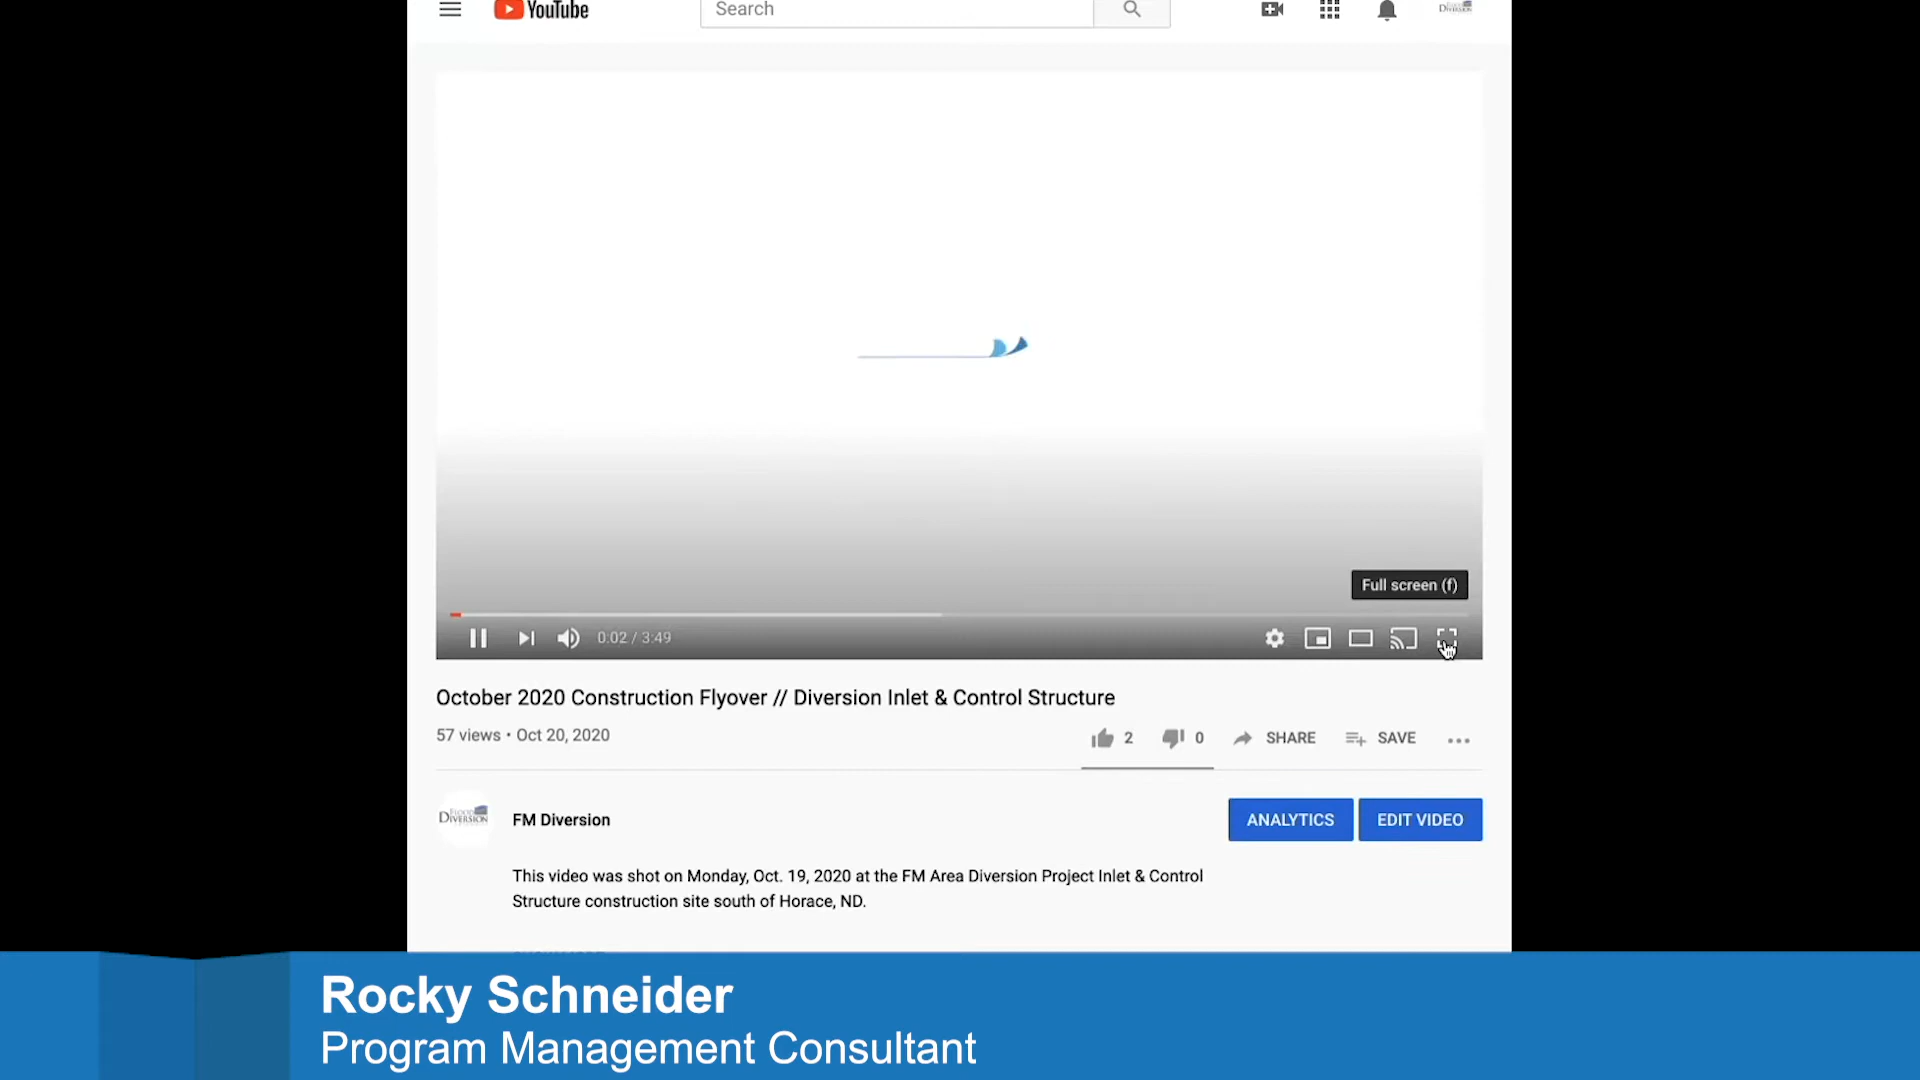 YouTube
Search
Full screen (f)
0:02 / 3:49
October 2020 Construction Flyover // Diversion Inlet & Control Structure
57 views • Oct 20, 2020
2
0
SHARE
SAVE
FLOOD
DIVERSION
FM Diversion
ANALYTICS
EDIT VIDEO
This video was shot on Monday, Oct. 19, 2020 at the FM Area Diversion Project Inlet & Control
Structure construction site south of Horace, ND.
Rocky Schneider
Program Management Consultant